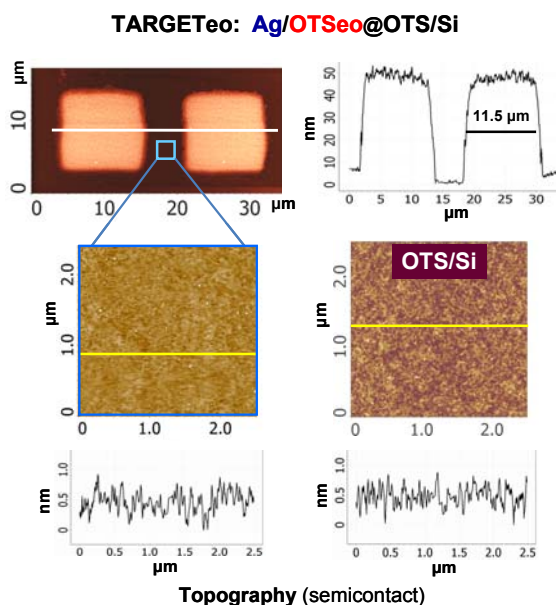 TARGETeo: Ag/OTSeo@OTS/Si
µm
10
0
0 10 20 30 µm
nm
50
40
30
20
10
0
11.5 µm
0 5 10 15 20 25 30
µm
µm
2.0
1.0
0
0 1.0 2.0
OTS/Si
µm
2.0
1.0
0
0 1.0 2.0
nm
1.0
0.5
0
0 0.5 1.0 1.5 2.0 2.5
µm
nm
1.0
0.5
0
0 0.5 1.0 1.5 2.0 2.5
µm
Topography (semicontact)